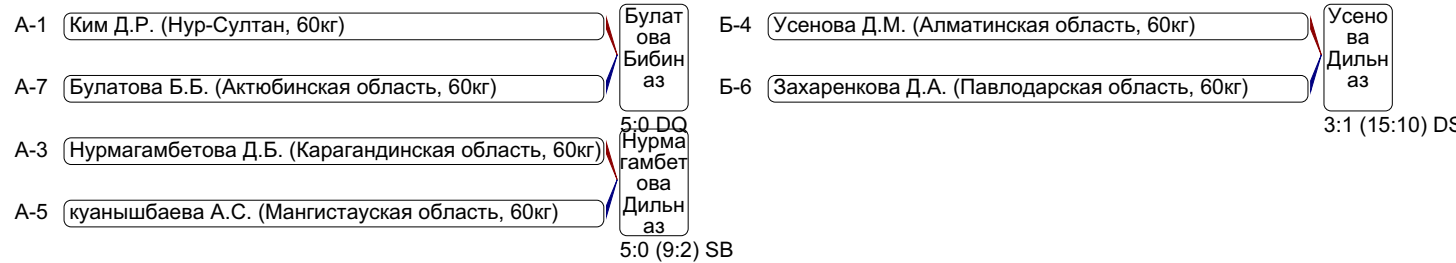 А-1 Ким Д.Р. (Нур-Султан, 60кг)
А-7 Булатова Б.Б. (Актюбинская область, 60кг)
Булат
ова
Бибин
аз
5:0 DQ
А-3 Нурмагамбетова Д.Б. (Карагандинская область, 60кг)
А-5 куанышбаева А.С. (Мангистауская область, 60кг)
Нурма
гамбет
ова
Дильн
аз
5:0 (9:2) SB
Б-4 Усенова Д.М. (Алматинская область, 60кг)
Б-6 Захаренкова Д.А. (Павлодарская область, 60кг)
Усено
ва
Дильн
аз
3:1 (15:10) DS